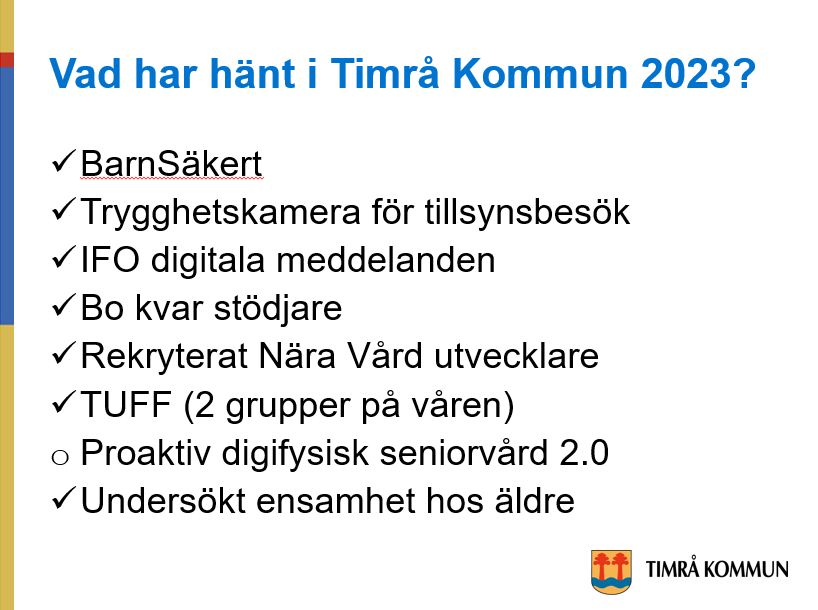 Vad har hänt i Timrå Kommun 2023?
✓ BarnSäkert
✓ Trygghetskamera för tillsynsbesök
✓ IFO digitala meddelanden
✓ Bo kvar stödjare
✓ Rekryterat Nära Vård utvecklare
✓ TUFF (2 grupper på våren)
o Proaktiv digifysisk seniorvård 2.0
✓ Undersökt ensamhet hos äldre
TIMRÅ KOMMUN